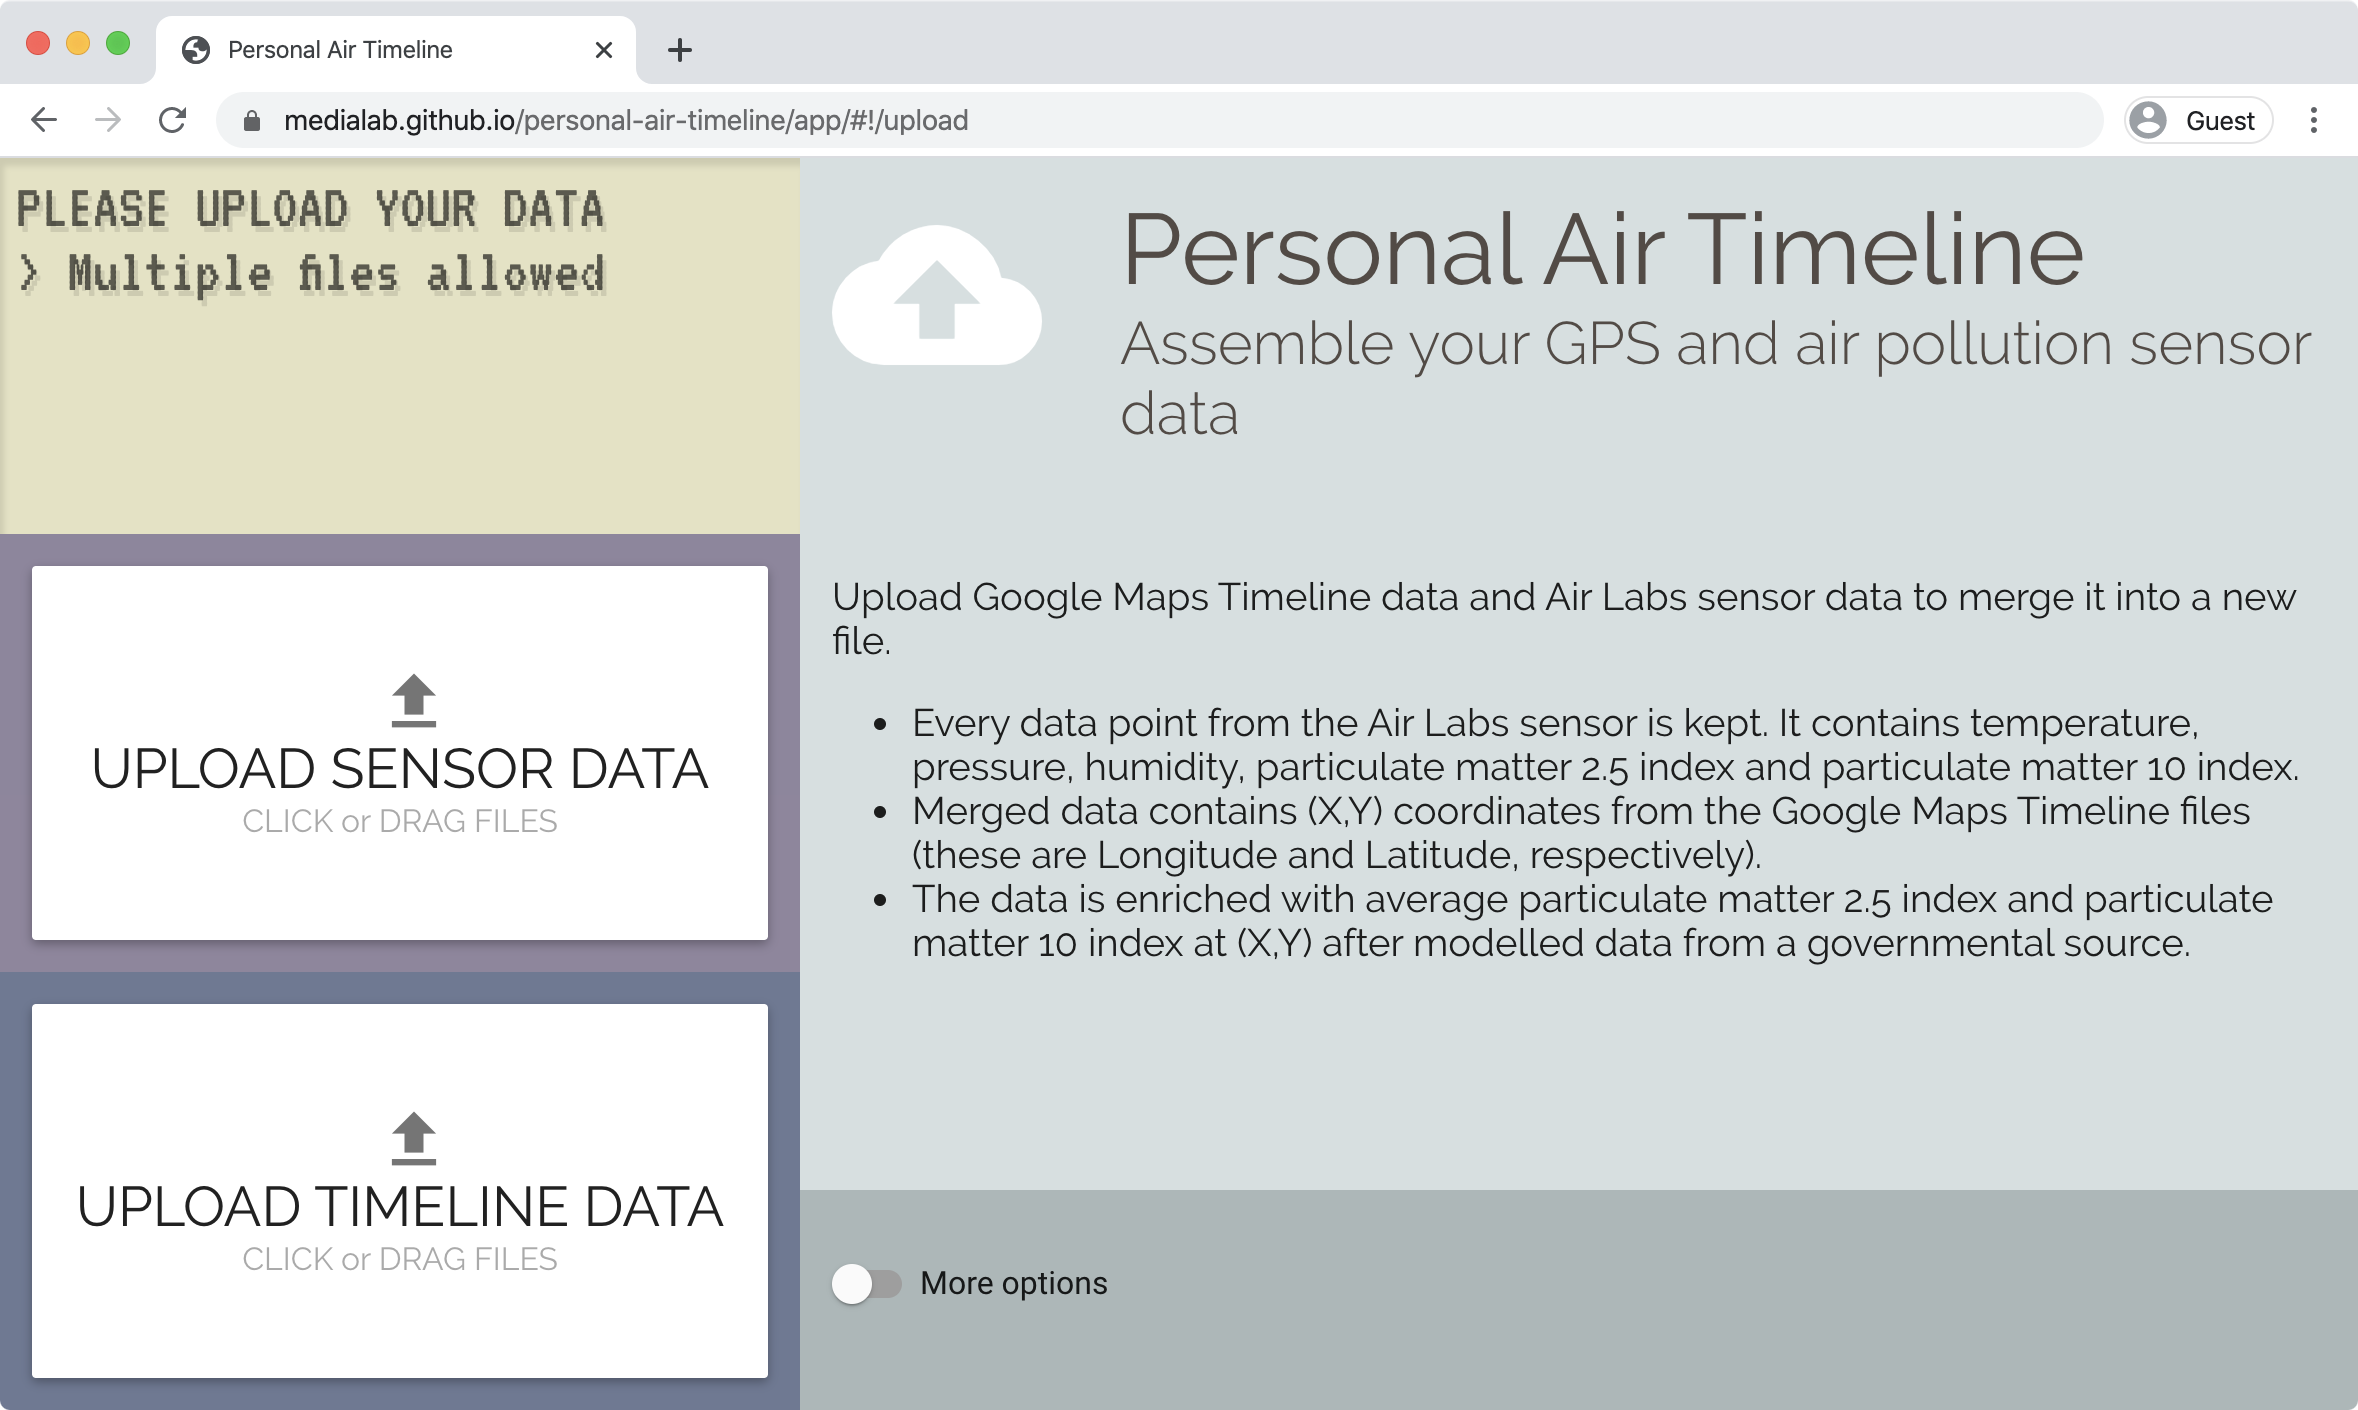 Personal Air Timeline
medialab.github.io/personal-air-timeline/app/#!/upload
Guest
PLEASE UPLOAD YOUR DATA
> Multiple files allowed
UPLOAD SENSOR DATA
CLICK or DRAG FILES
UPLOAD TIMELINE DATA
CLICK or DRAG FILES
Personal Air Timeline
Assemble your GPS and air pollution sensor
data
Upload Google Maps Timeline data and Air Labs sensor data to merge it into a new
file.
• Every data point from the Air Labs sensor is kept. It contains temperature,
pressure, humidity, particulate matter 2.5 index and particulate matter 10 index.
• Merged data contains (X,Y) coordinates from the Google Maps Timeline files
(these are Longitude and Latitude, respectively).
• The data is enriched with average particulate matter 2.5 index and particulate
matter 10 index at (X,Y) after modelled data from a governmental source.
More options